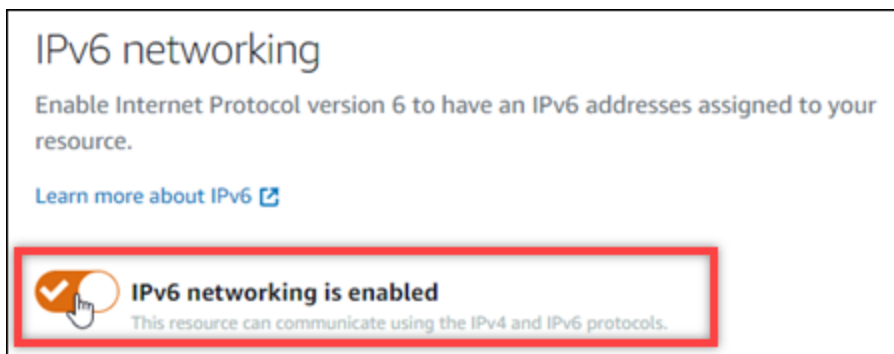 IPv6 networking
Enable Internet Protocol version 6 to have an IPv6 addresses assigned to your
resource.
Learn more about IPv6
IPv6 networking is enabled
This resource can communicate using the IPv4 and IPv6 protocols.